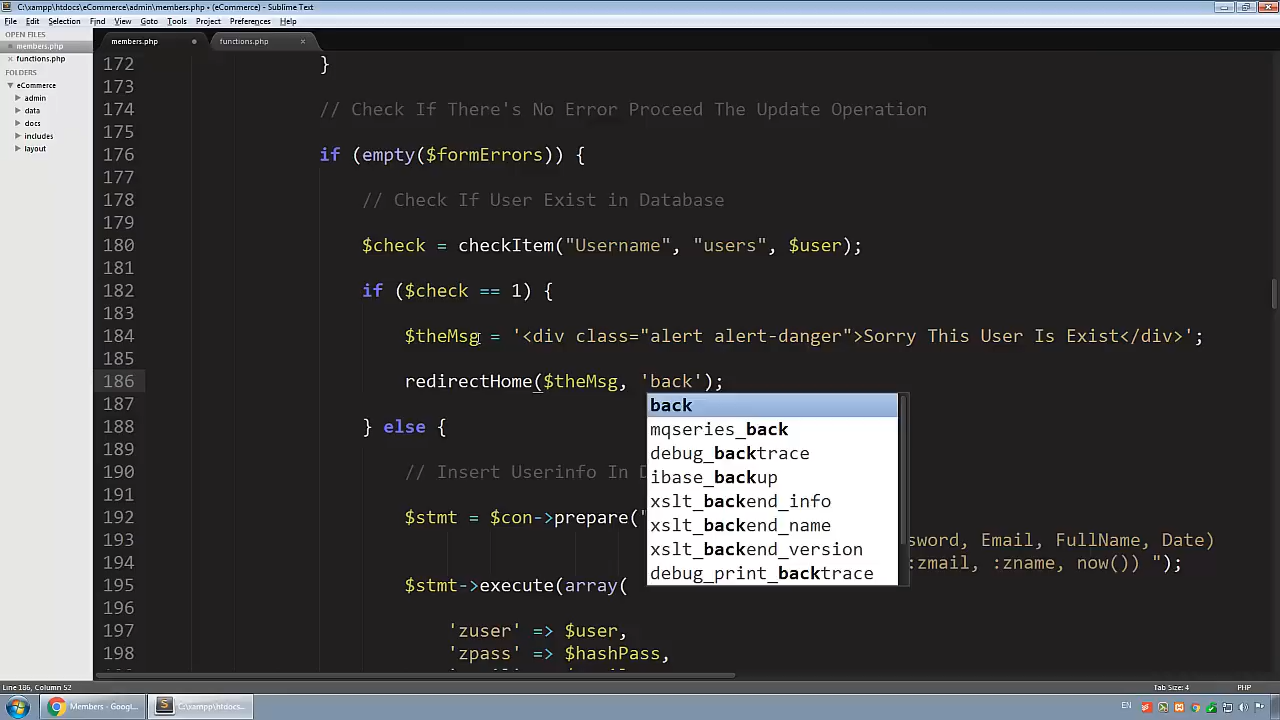 C:\xampp\htdocs\eCommerce\admin\members.php • (eCommerce) - Sublime Text
File Edit Selection Find View Goto Tools Project Preferences Help
OPEN FILES
members.php
functions.php
FOLDERS
eCommerce
admin
data
docs
includes
layout
members.php functions.php
172 }
173
174 // Check If There's No Error Proceed The Update Operation
175
176 if (empty($formErrors)) {
177
178 // Check If User Exist in Database
179
180 $check = checkItem("Username", "users", $user);
181
182 if ($check == 1) {
183
184 $theMsg = '<div class="alert alert-danger">Sorry This User Is Exist</div>';
185
186 redirectHome($theMsg, 'back');
187
188 } else {
189
190 // Insert Userinfo In
191
192 $stmt = $con->prepare("
193 Email, FullName, Date)
194 :zmail, :zname, now()) ");
195 $stmt->execute(array(
196
197 'zuser' => $user,
198 'zpass' => $hashPass,
back
mqseries_back
debug_backtrace
ibase_backup
xslt_backend_info
xslt_backend_name
xslt_backend_version
debug_print_backtrace
Line 186, Column 52 Tab Size: 4 PHP
Members - Googl... C:\xampp\htdocs... EN